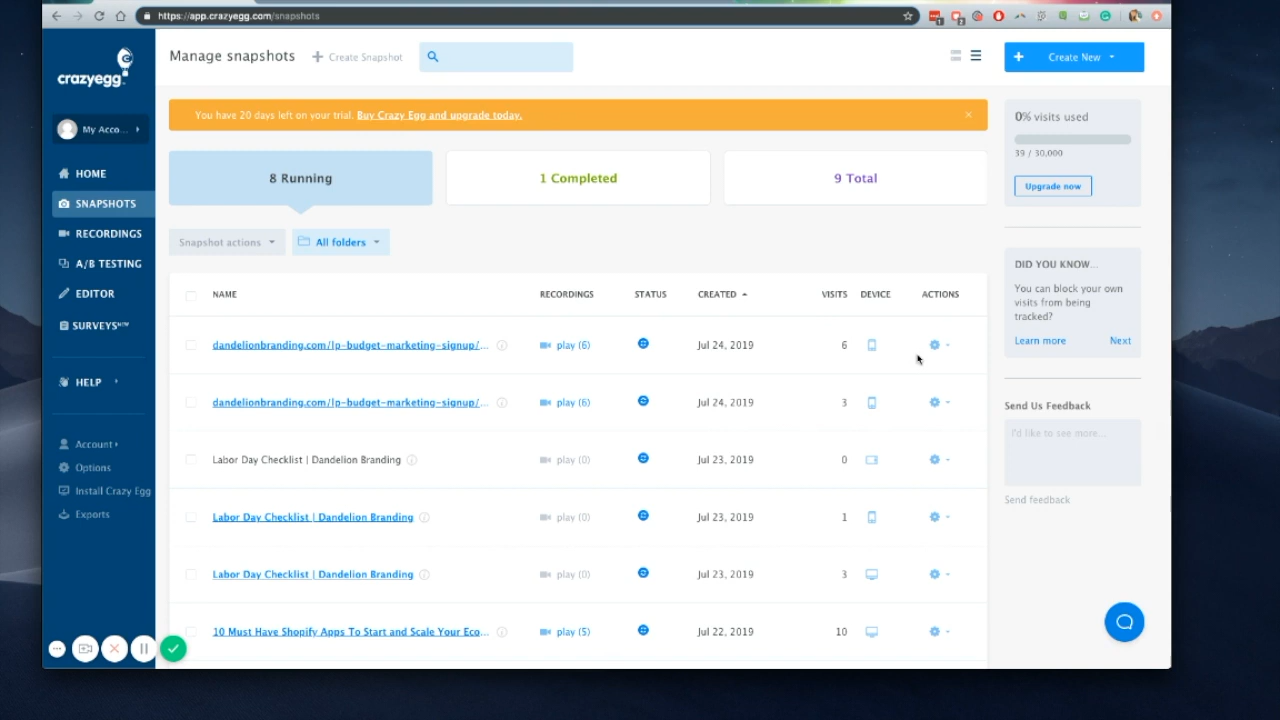 https://app.crazyegg.com/snapshots
crazyegg
Manage snapshots
Create Snapshot
Create New
My Acco...
You have 20 days left on your trial. Buy Crazy Egg and upgrade today.
0% visits used
39 / 30,000
Upgrade now
HOME
SNAPSHOTS
RECORDINGS
A/B TESTING
EDITOR
SURVEYS NEW
HELP
Account
Options
Install Crazy Egg
Exports
8 Running
1 Completed
9 Total
Snapshot actions
All folders
NAME RECORDINGS STATUS CREATED VISITS DEVICE ACTIONS
dandelionbranding.com/lp-budget-marketing-signup/... play (6) Jul 24, 2019 6
dandelionbranding.com/lp-budget-marketing-signup/... play (6) Jul 24, 2019 3
Labor Day Checklist | Dandelion Branding play (0) Jul 23, 2019 0
Labor Day Checklist | Dandelion Branding play (0) Jul 23, 2019 1
Labor Day Checklist | Dandelion Branding play (0) Jul 23, 2019 3
10 Must Have Shopify Apps To Start and Scale Your Eco... play (5) Jul 22, 2019 10
DID YOU KNOW...
You can block your own
visits from being
tracked?
Learn more Next
Send Us Feedback
I'd like to see more...
Send feedback